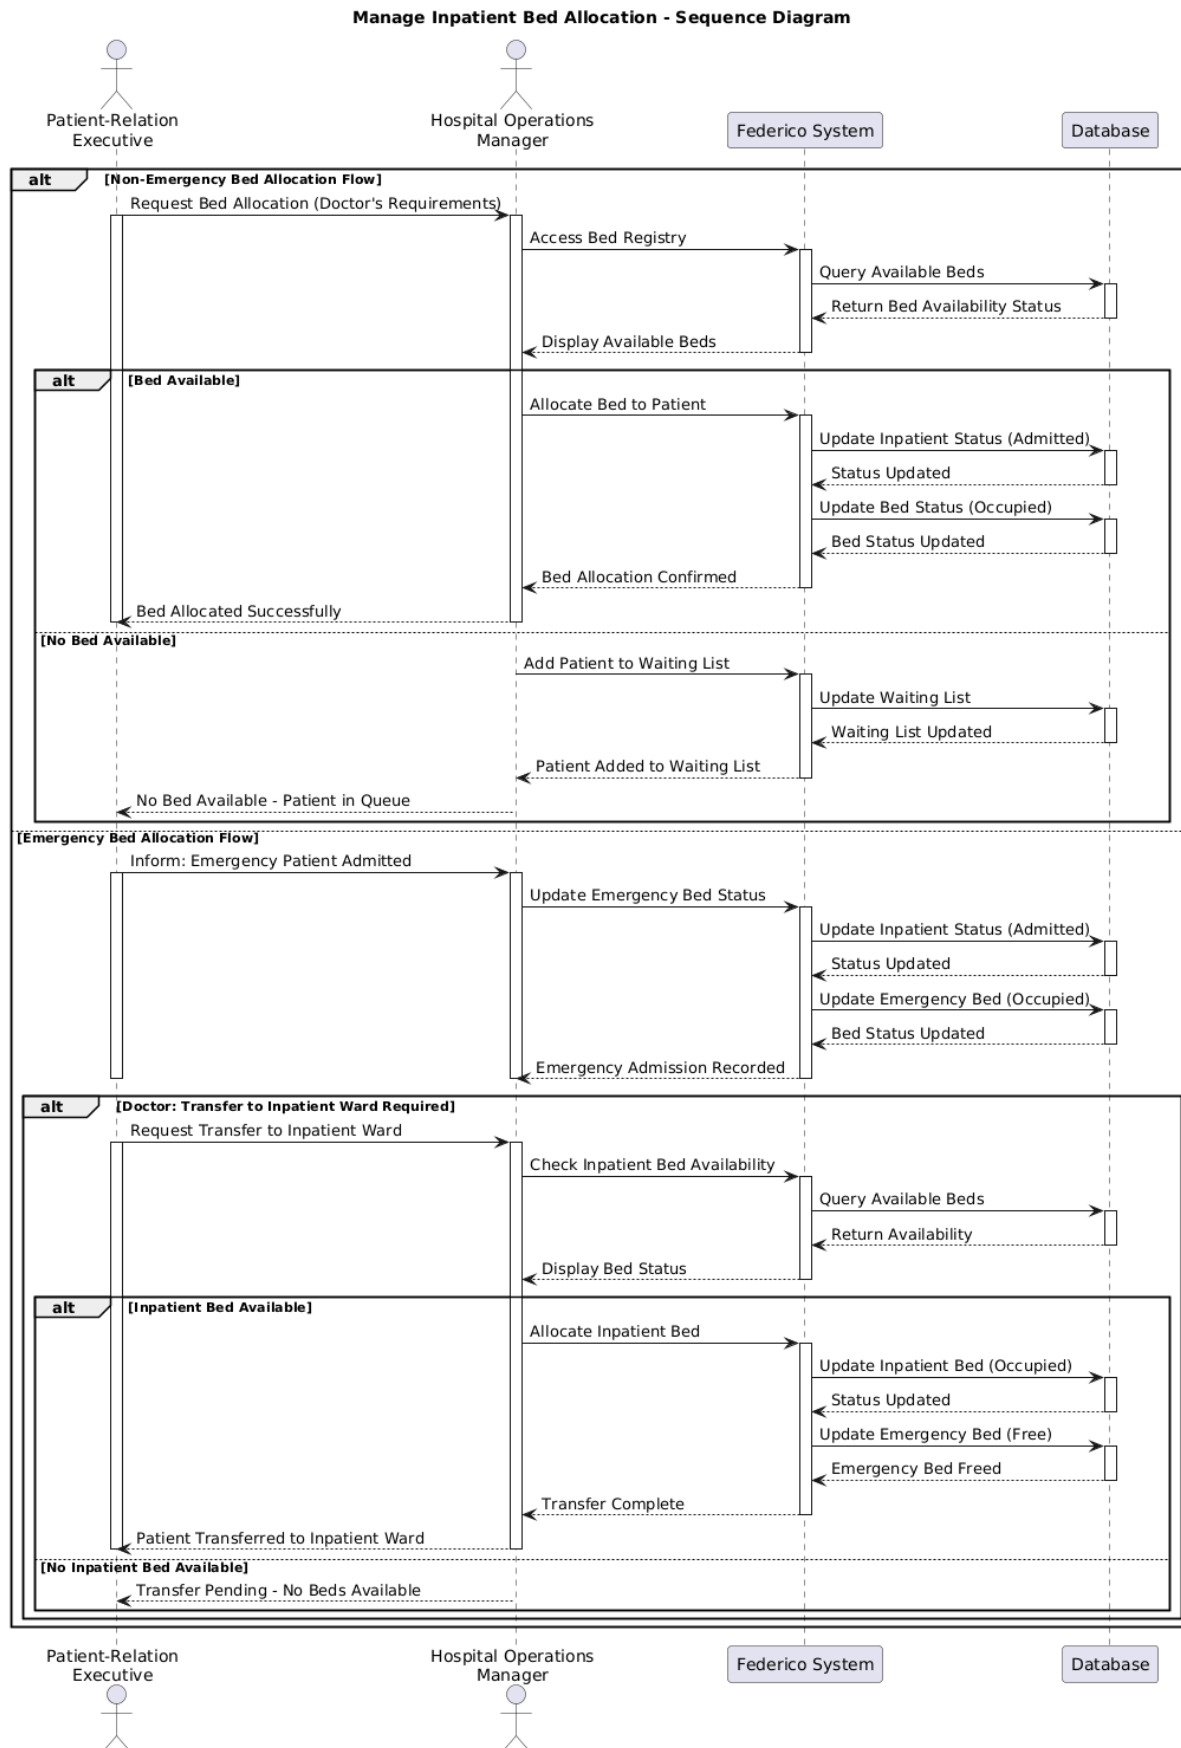 Manage Inpatient Bed Allocation - Sequence Diagram
Patient-Relation
Executive
Hospital Operations
Manager
Federico System
Database
alt
[Non-Emergency Bed Allocation Flow]
Request Bed Allocation (Doctor's Requirements)
Access Bed Registry
Query Available Beds
Return Bed Availability Status
Display Available Beds
alt
[Bed Available]
Allocate Bed to Patient
Update Inpatient Status (Admitted)
Status Updated
Update Bed Status (Occupied)
Bed Status Updated
Bed Allocation Confirmed
Bed Allocated Successfully
[No Bed Available]
Add Patient to Waiting List
Update Waiting List
Waiting List Updated
Patient Added to Waiting List
No Bed Available - Patient in Queue
[Emergency Bed Allocation Flow]
Inform: Emergency Patient Admitted
Update Emergency Bed Status
Update Inpatient Status (Admitted)
Status Updated
Update Emergency Bed (Occupied)
Bed Status Updated
Emergency Admission Recorded
alt
[Doctor: Transfer to Inpatient Ward Required]
Request Transfer to Inpatient Ward
Check Inpatient Bed Availability
Query Available Beds
Return Availability
Display Bed Status
alt
[Inpatient Bed Available]
Allocate Inpatient Bed
Update Inpatient Bed (Occupied)
Status Updated
Update Emergency Bed (Free)
Emergency Bed Freed
Transfer Complete
Patient Transferred to Inpatient Ward
[No Inpatient Bed Available]
Transfer Pending - No Beds Available
Patient-Relation
Executive
Hospital Operations
Manager
Federico System
Database